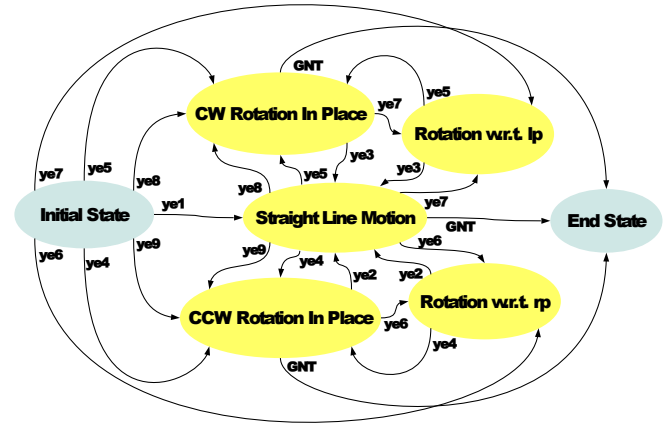 GNT
ye5
CW Rotation In Place
ye7
Rotation w.r.t. lp
ye7
ye5
ye8
ye3
ye3
ye8
ye5
ye7
Initial State
ye1
Straight Line Motion
GNT
End State
ye6
ye4
ye9
ye9
ye4
ye2
ye2
ye6
CCW Rotation In Place
ye6
Rotation w.r.t. rp
ye4
GNT